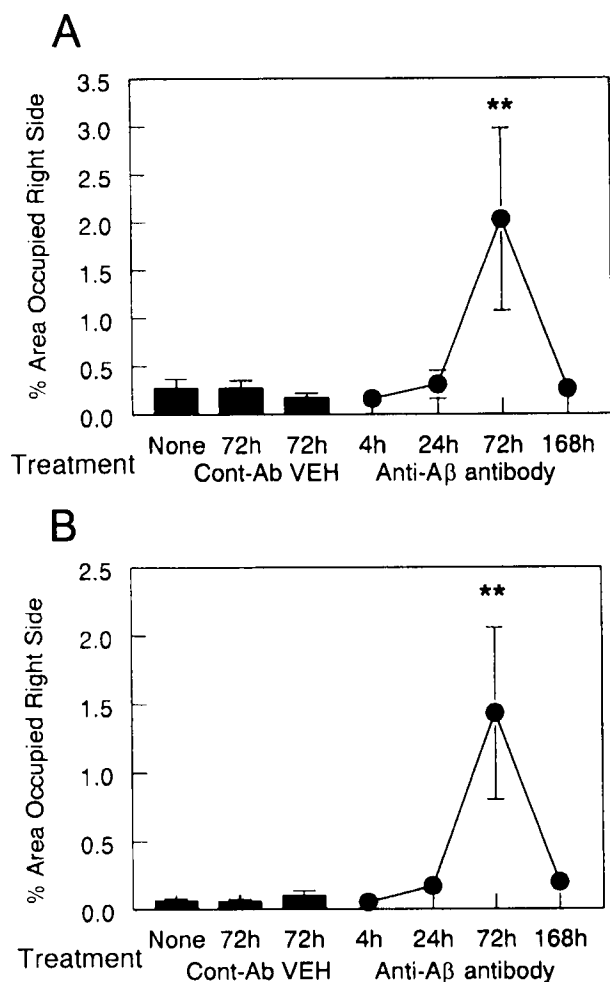 A
% Area Occupied Right Side
3.5
3.0
2.5
2.0
1.5
1.0
0.5
0.0
**
None 72h 72h 4h 24h 72h 168h
Treatment Cont-Ab VEH Anti-Aβ antibody
B
% Area Occupied Right Side
2.5
2.0
1.5
1.0
0.5
0.0
**
None 72h 72h 4h 24h 72h 168h
Treatment Cont-Ab VEH Anti-Aβ antibody